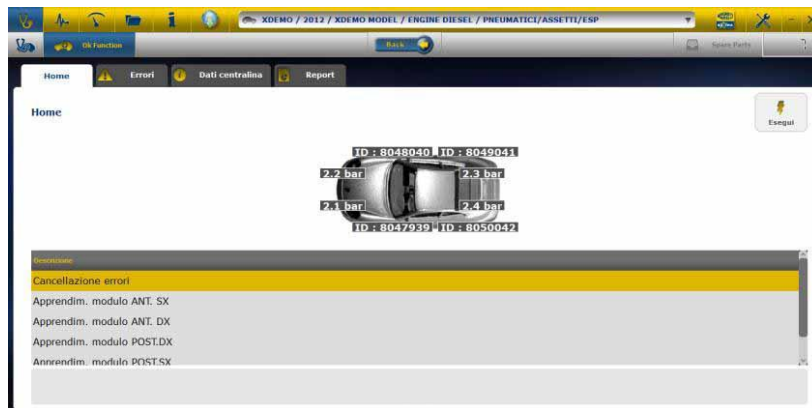 XDEMO / 2012 / XDEMO MODEL / ENGINE DIESEL / PNEUMATICI/ASSETTI/ESP
Ok Function
Back
Spare Parts
?
Home
Errori
Dati centralina
Report
Home
Esegui
ID : 8048040 ID : 8049041
2.2 bar 2.3 bar
2.1 bar 2.4 bar
ID : 8047939 ID : 8050042
Descrizione
Cancellazione errori
Apprendim. modulo ANT. SX
Apprendim. modulo ANT. DX
Apprendim. modulo POST.DX
Apprendim. modulo POST.SX